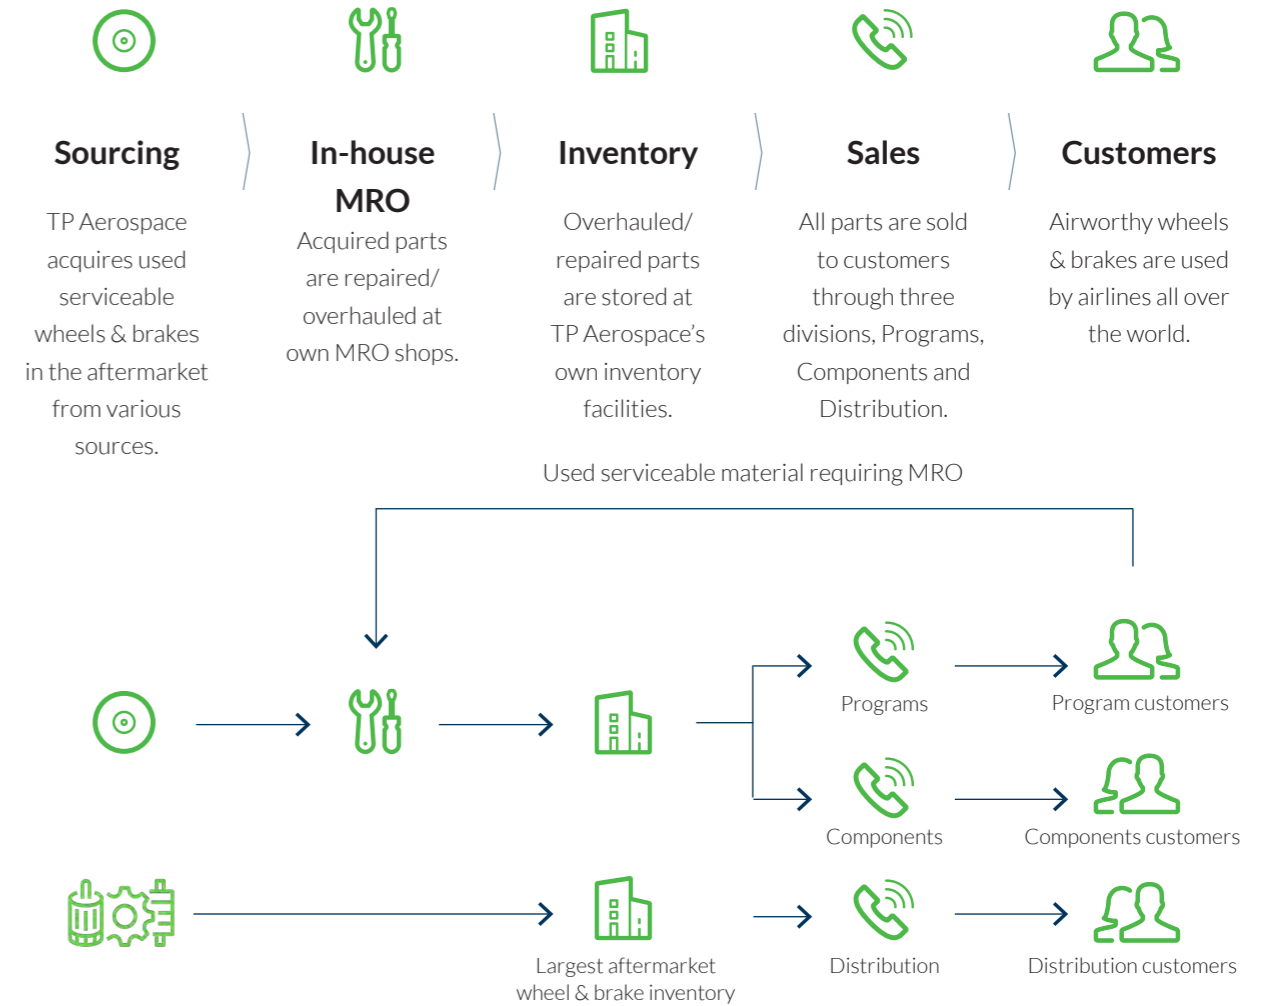 Sourcing
TP Aerospace
acquires used
serviceable
wheels & brakes
in the aftermarket
from various
sources.
In-house
MRO
Acquired parts
are repaired/
overhauled at
own MRO shops.
Inventory
Overhauled/
repaired parts
are stored at
TP Aerospace’s
own inventory
facilities.
Sales
All parts are sold
to customers
through three
divisions, Programs,
Components and
Distribution.
Customers
Airworthy wheels
& brakes are used
by airlines all over
the world.
Used serviceable material requiring MRO
Programs
Program customers
Components
Components customers
Largest aftermarket
wheel & brake inventory
Distribution
Distribution customers